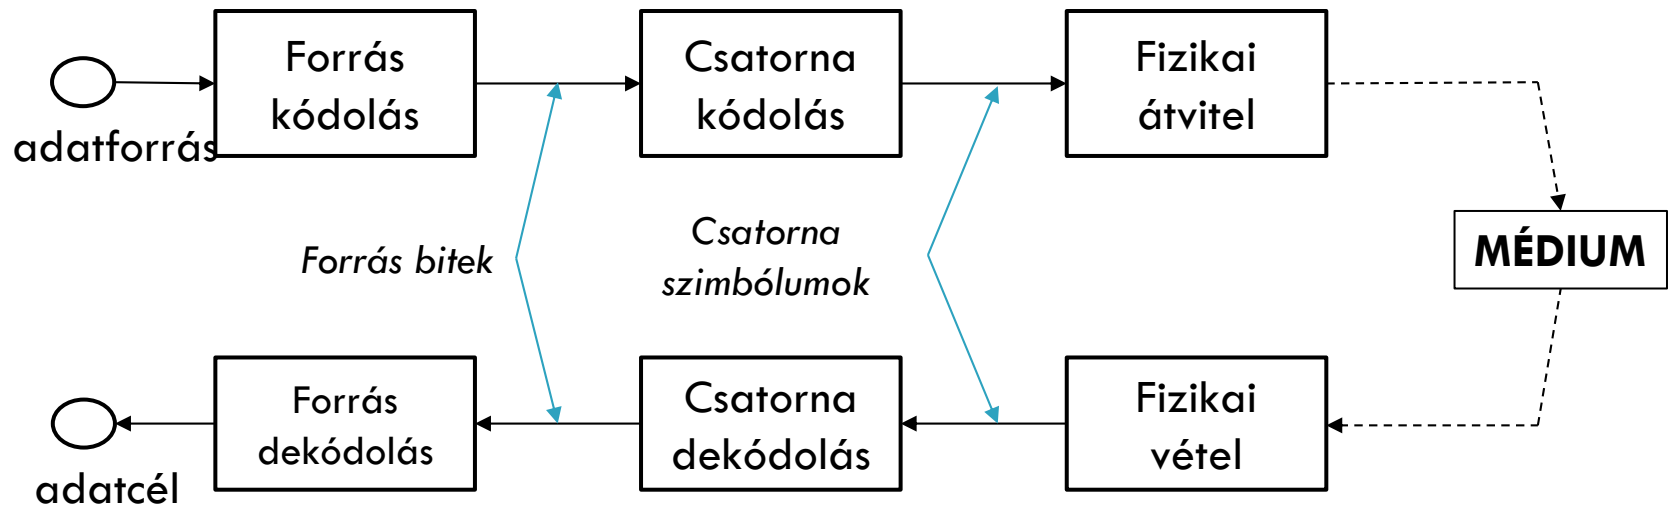 Forrás
kódolás
Csatorna
kódolás
Fizikai
átvitel
adatforrás
Forrás bitek
Csatorna
szimbólumok
MÉDIUM
Forrás
dekódolás
Csatorna
dekódolás
Fizikai
vétel
adatcél